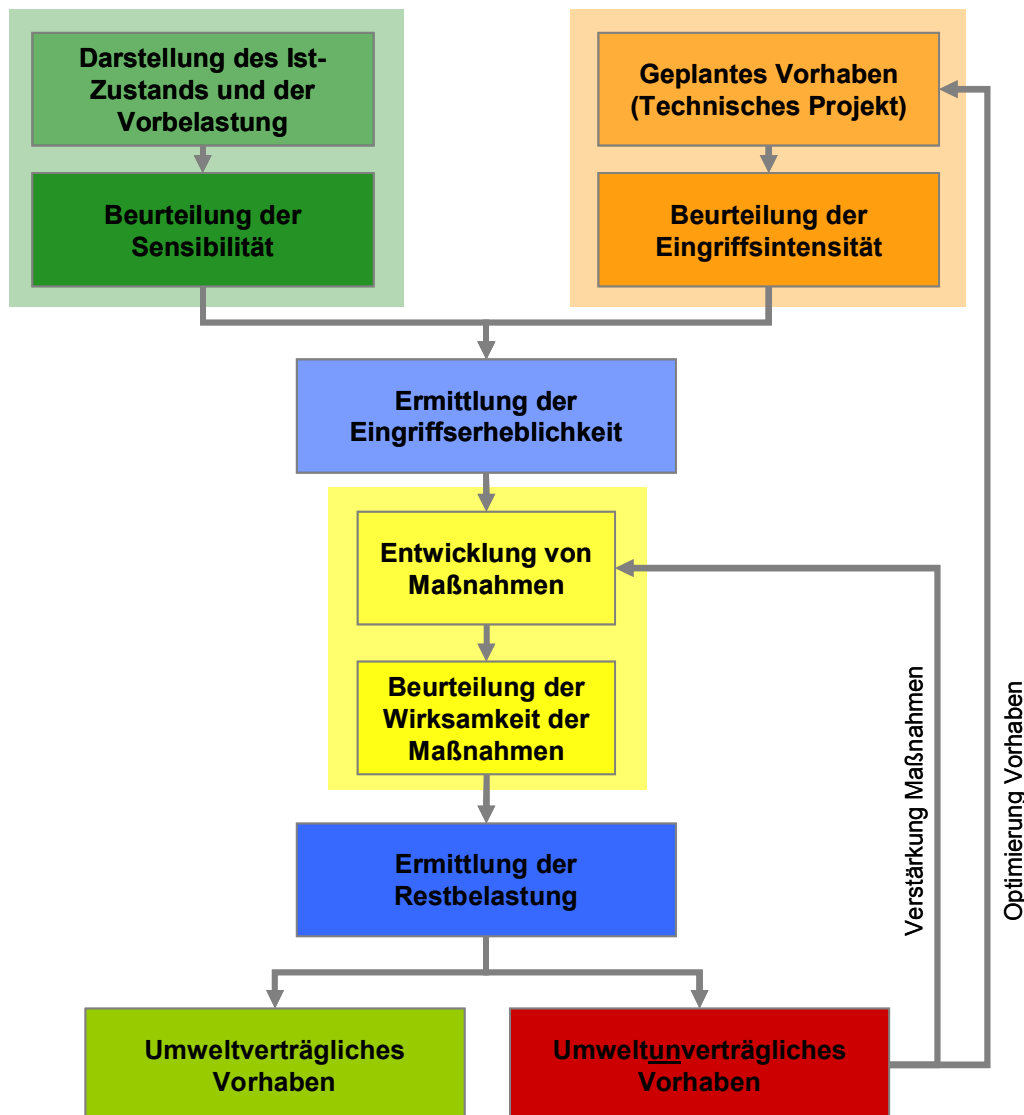 Darstellung des Ist-
Zustands und der
Vorbelastung
Geplantes Vorhaben
(Technisches Projekt)
Beurteilung der
Sensibilität
Beurteilung der
Eingriffsintensität
Ermittlung der
Eingriffserheblichkeit
Entwicklung von
Maßnahmen
Beurteilung der
Wirksamkeit der
Maßnahmen
Verstärkung Maßnahmen
Optimierung Vorhaben
Ermittlung der
Restbelastung
Umweltverträgliches
Vorhaben
Umweltunverträgliches
Vorhaben